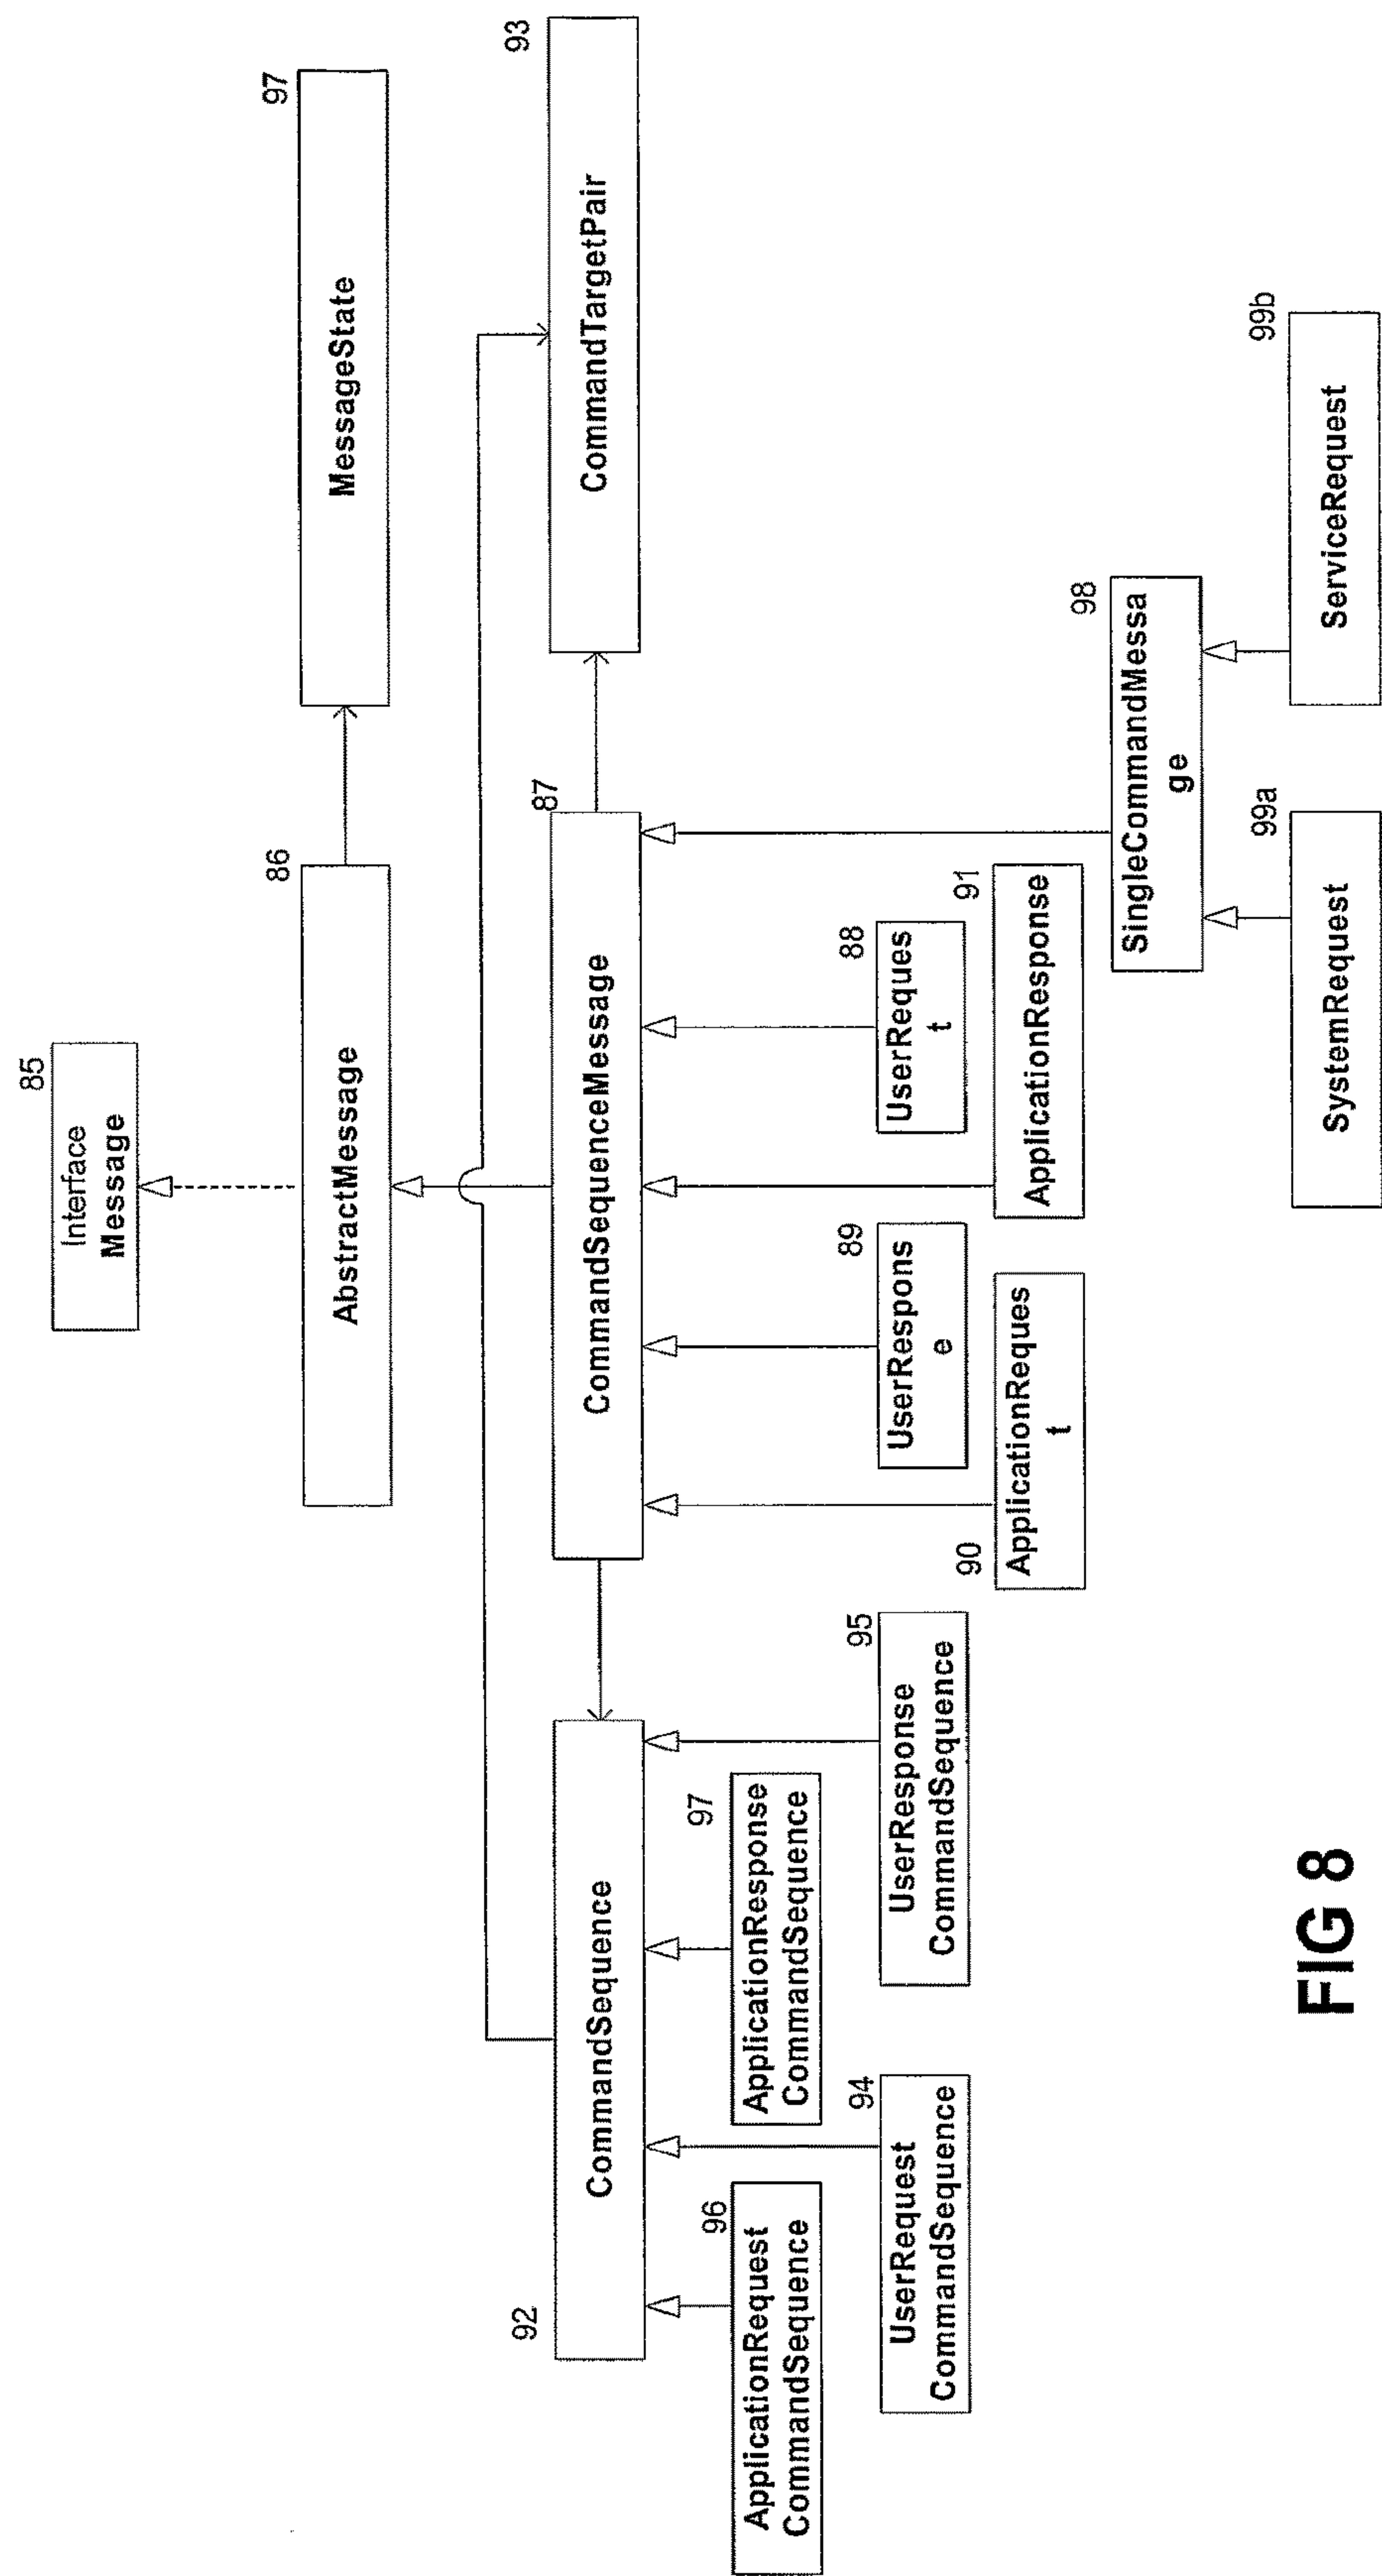 85
Interface
Message
86
AbstractMessage
97
MessageState
92
CommandSequence
87
CommandSequenceMessage
93
CommandTargetPair
96
ApplicationRequest
CommandSequence
97
ApplicationResponse
CommandSequence
94
UserRequest
CommandSequence
95
UserResponse
CommandSequence
89
UserRespons
e
88
UserReques
t
90
ApplicationReques
t
91
ApplicationResponse
98
SingleCommandMessa
ge
99a
SystemRequest
99b
ServiceRequest
FIG 8